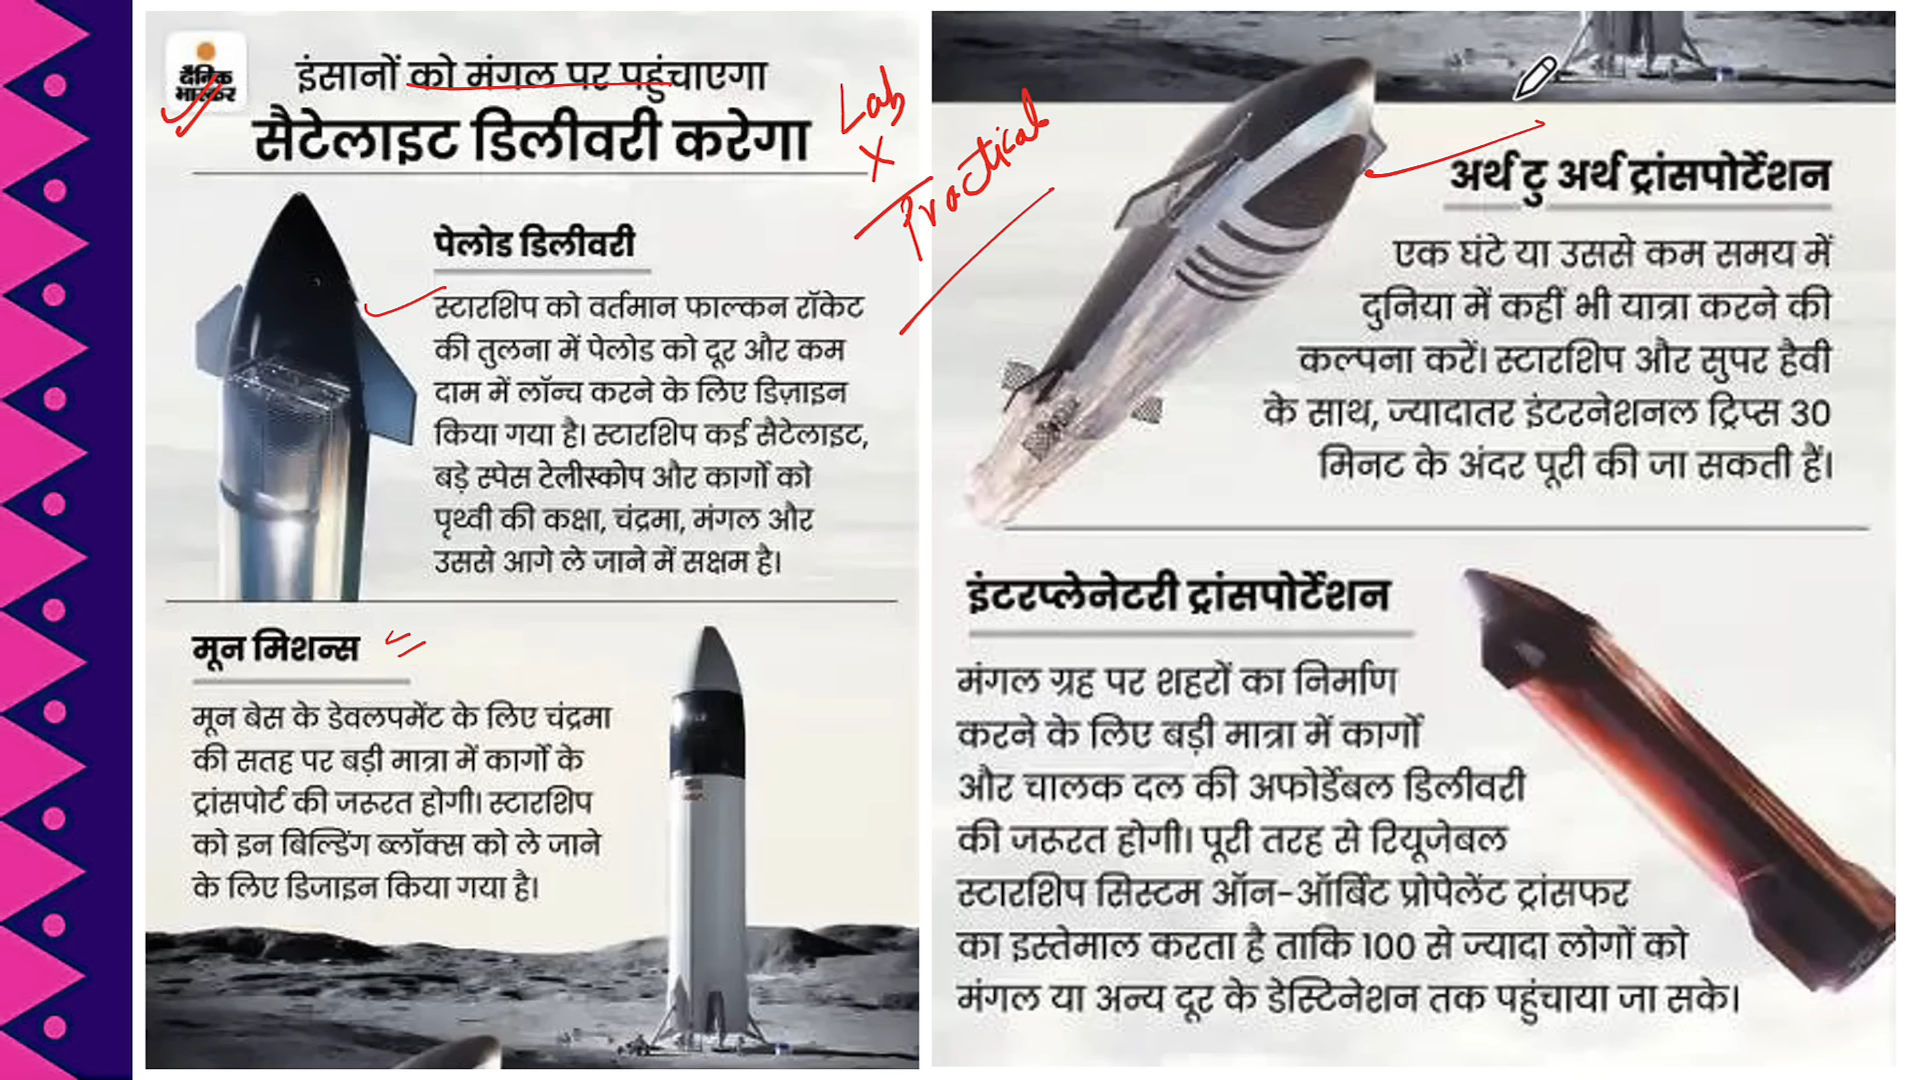 दैनिक
भास्कर
इंसानों को मंगल पर पहुंचाएगा
सैटेलाइट डिलीवरी करेगा
Lab
X
Practical
पेलोड डिलीवरी
स्टारशिप को वर्तमान फाल्कन रॉकेट
की तुलना में पेलोड को दूर और कम
दाम में लॉन्च करने के लिए डिज़ाइन
किया गया है। स्टारशिप कई सैटेलाइट,
बड़े स्पेस टेलीस्कोप और कार्गो को
पृथ्वी की कक्षा, चंद्रमा, मंगल और
उससे आगे ले जाने में सक्षम है।
मून मिशन्स
मून बेस के डेवलपमेंट के लिए चंद्रमा
की सतह पर बड़ी मात्रा में कार्गो के
ट्रांसपोर्ट की जरूरत होगी। स्टारशिप
को इन बिल्डिंग ब्लॉक्स को ले जाने
के लिए डिजाइन किया गया है।
अर्थ टु अर्थ ट्रांसपोर्टेशन
एक घंटे या उससे कम समय में
दुनिया में कहीं भी यात्रा करने की
कल्पना करें। स्टारशिप और सुपर हैवी
के साथ, ज्यादातर इंटरनेशनल ट्रिप्स 30
मिनट के अंदर पूरी की जा सकती हैं।
इंटरप्लेनेटरी ट्रांसपोर्टेशन
मंगल ग्रह पर शहरों का निर्माण
करने के लिए बड़ी मात्रा में कार्गो
और चालक दल की अफोर्डेबल डिलीवरी
की जरूरत होगी। पूरी तरह से रियूजेबल
स्टारशिप सिस्टम ऑन-ऑर्बिट प्रोपेलेंट ट्रांसफर
का इस्तेमाल करता है ताकि 100 से ज्यादा लोगों को
मंगल या अन्य दूर के डेस्टिनेशन तक पहुंचाया जा सके।